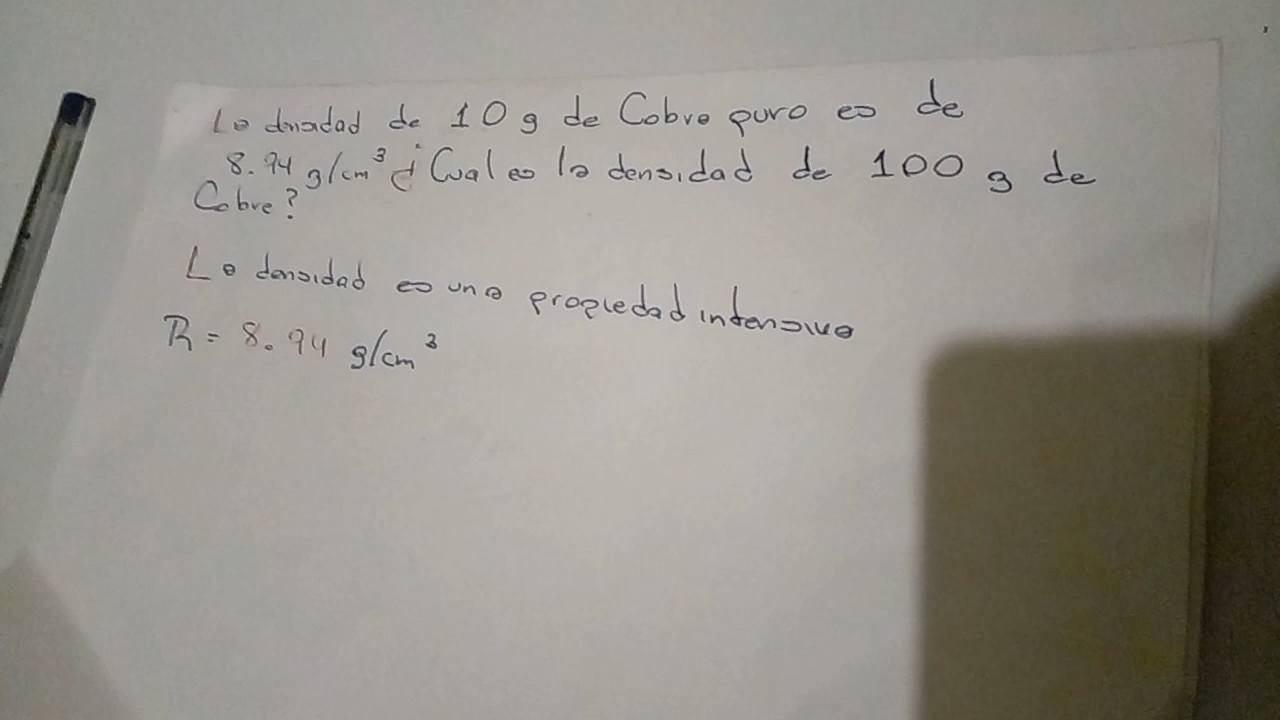 La densidad de 10 g de Cobre puro es de
8.94 g/cm³ ¿Cual es la densidad de 100 g de
Cobre?
La densidad es una propiedad intensiva
R = 8.94 g/cm³